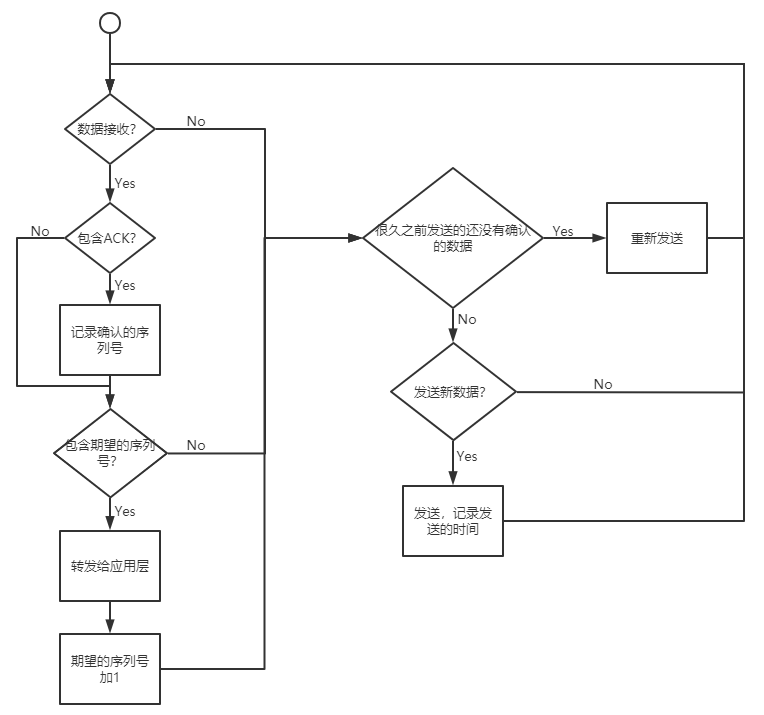 数据接收?
No
Yes
包含ACK?
No
Yes
记录确认的序
列号
包含期望的序列
号?
No
Yes
转发给应用层
期望的序列号
加1
很久之前发送的还没有确认
的数据
Yes
重新发送
No
发送新数据?
No
Yes
发送，记录发
送的时间